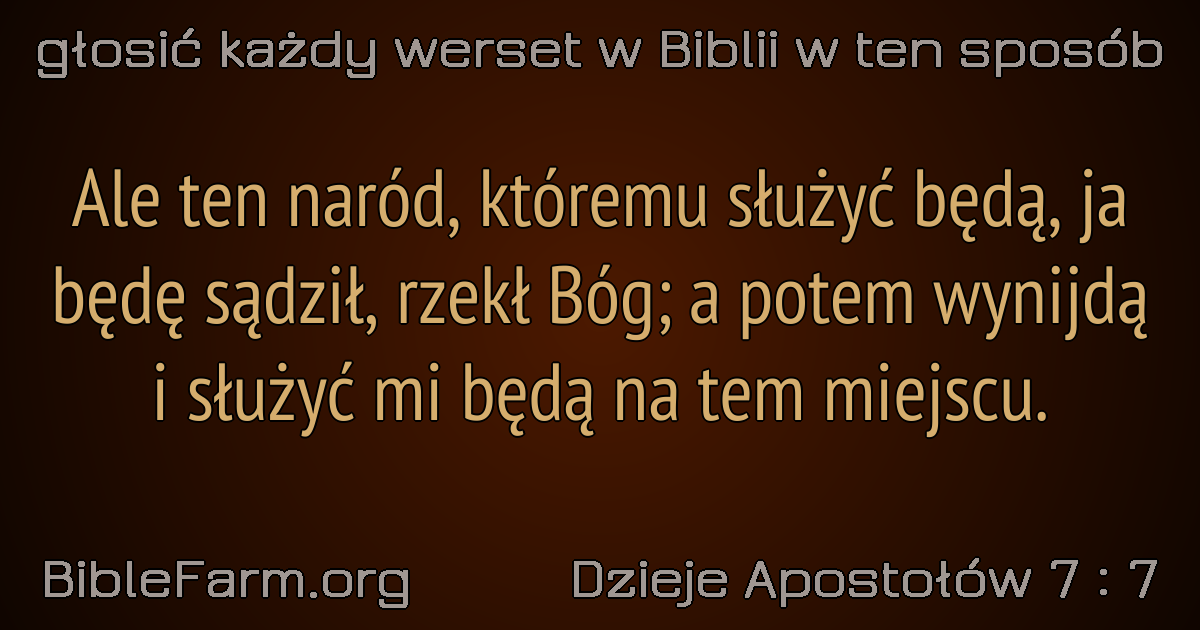 głosić każdy werset w Biblii w ten sposób
Ale ten naród, któremu służyć będą, ja
będę sądził, rzekł Bóg; a potem wynijdą
i służyć mi będą na tem miejscu.
BibleFarm.org
Dzieje Apostołów 7 : 7